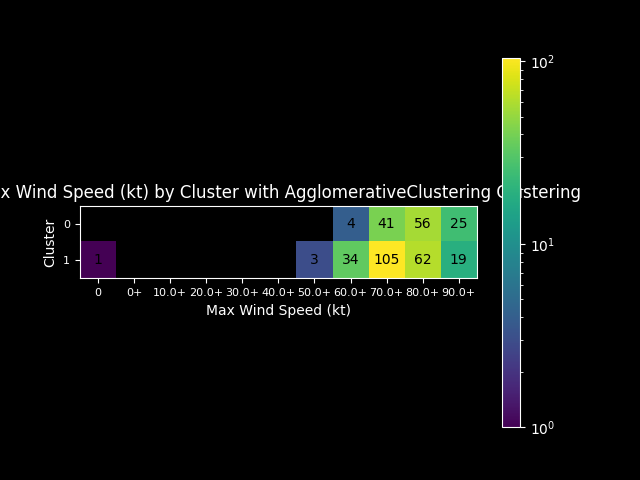 x Wind Speed (kt) by Cluster with AgglomerativeClustering C stering
10²
10¹
10⁰
Cluster
0 4 41 56 25
1 1 3 34 105 62 19
0 0+ 10.0+ 20.0+ 30.0+ 40.0+ 50.0+ 60.0+ 70.0+ 80.0+ 90.0+
Max Wind Speed (kt)